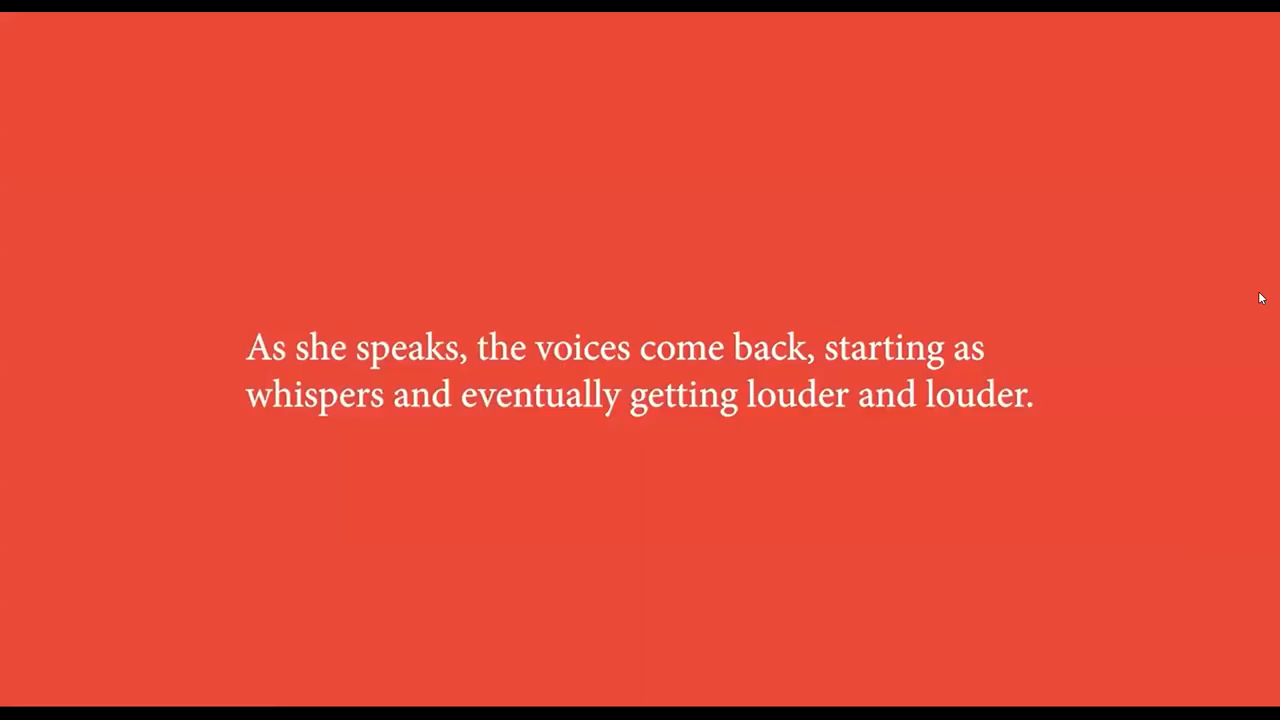 As she speaks, the voices come back, starting as
whispers and eventually getting louder and louder.